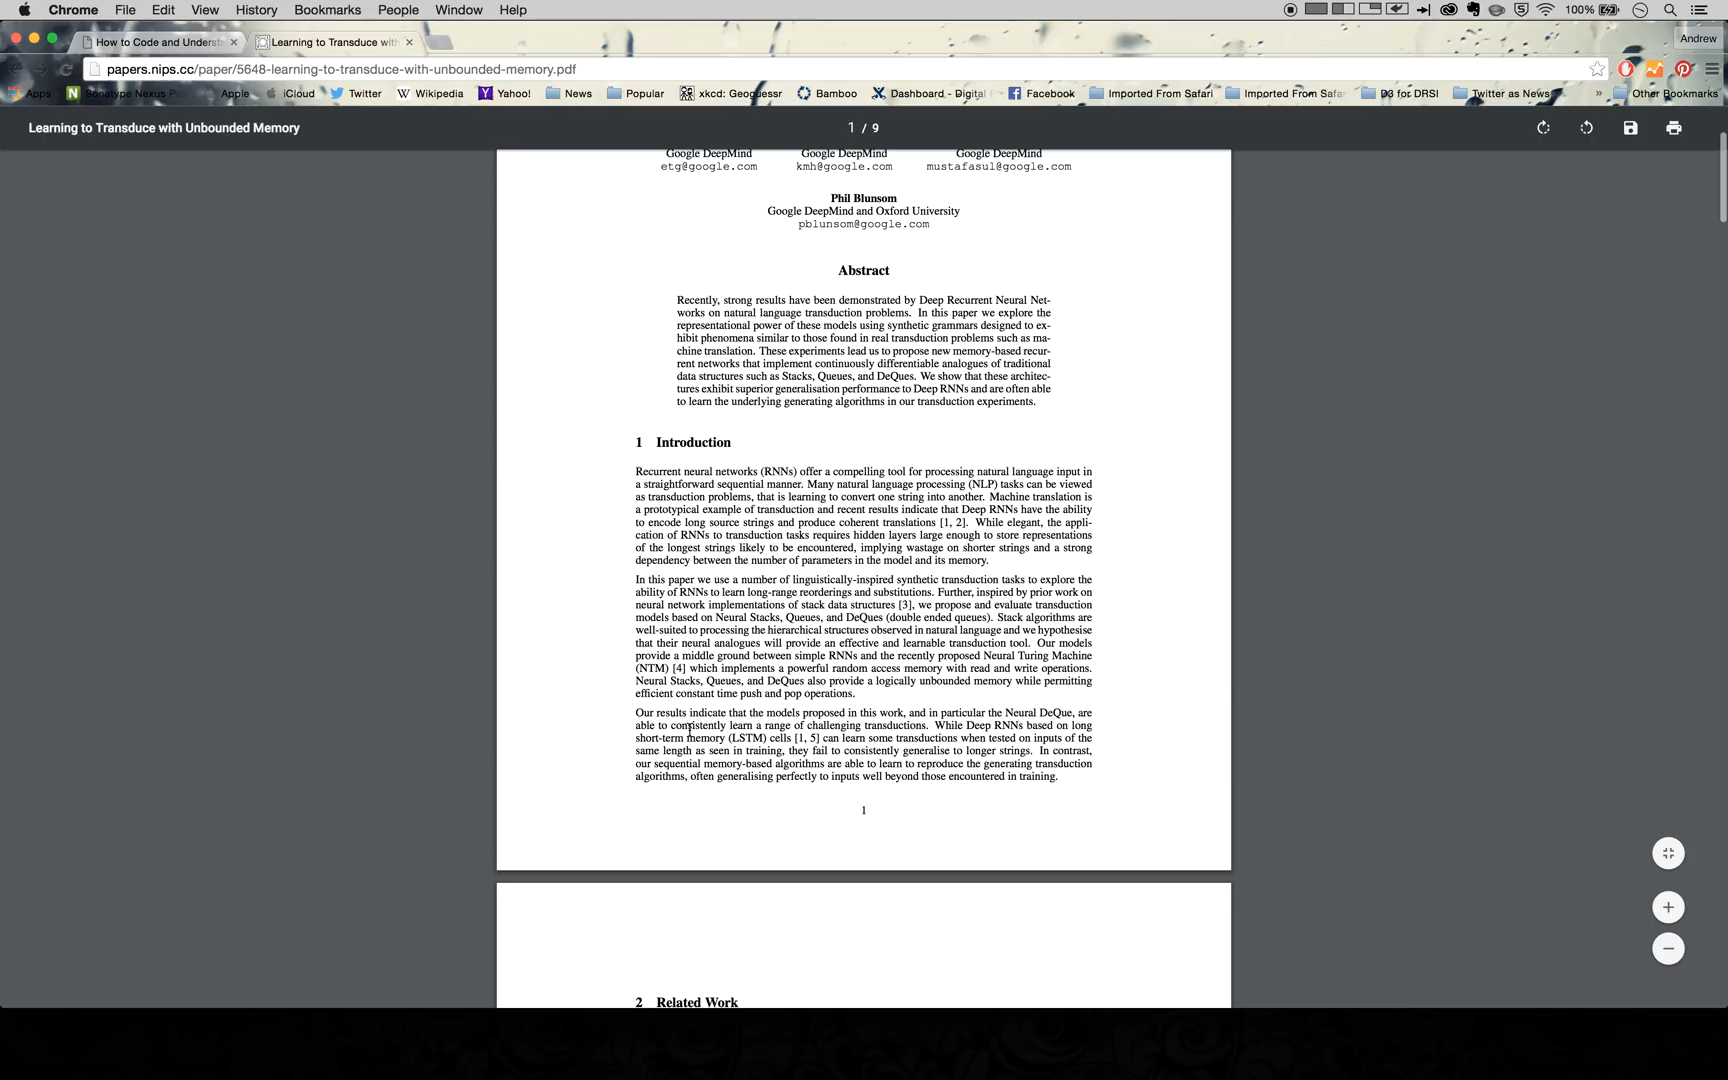 Chrome File Edit View History Bookmarks People Window Help 100%
How to Code and Understa Learning to Transduce with Andrew
papers.nips.cc/paper/5648-learning-to-transduce-with-unbounded-memory.pdf
Apps Sonatype Nexus Pro Apple iCloud Twitter Wikipedia Yahoo! News Popular xkcd: Geoguessr Bamboo Dashboard - Digital Facebook Imported From Safari Imported From Safar D3 for DRSI Twitter as News » Other Bookmarks
Learning to Transduce with Unbounded Memory 1 / 9
Google DeepMind Google DeepMind Google DeepMind
etg@google.com kmh@google.com mustafasul@google.com
Phil Blunsom
Google DeepMind and Oxford University
pblunsom@google.com
Abstract
Recently, strong results have been demonstrated by Deep Recurrent Neural Net-
works on natural language transduction problems. In this paper we explore the
representational power of these models using synthetic grammars designed to ex-
hibit phenomena similar to those found in real transduction problems such as ma-
chine translation. These experiments lead us to propose new memory-based recur-
rent networks that implement continuously differentiable analogues of traditional
data structures such as Stacks, Queues, and DeQues. We show that these architec-
tures exhibit superior generalisation performance to Deep RNNs and are often able
to learn the underlying generating algorithms in our transduction experiments.
1 Introduction
Recurrent neural networks (RNNs) offer a compelling tool for processing natural language input in
a straightforward sequential manner. Many natural language processing (NLP) tasks can be viewed
as transduction problems, that is learning to convert one string into another. Machine translation is
a prototypical example of transduction and recent results indicate that Deep RNNs have the ability
to encode long source strings and produce coherent translations [1, 2]. While elegant, the appli-
cation of RNNs to transduction tasks requires hidden layers large enough to store representations
of the longest strings likely to be encountered, implying wastage on shorter strings and a strong
dependency between the number of parameters in the model and its memory.
In this paper we use a number of linguistically-inspired synthetic transduction tasks to explore the
ability of RNNs to learn long-range reorderings and substitutions. Further, inspired by prior work on
neural network implementations of stack data structures [3], we propose and evaluate transduction
models based on Neural Stacks, Queues, and DeQues (double ended queues). Stack algorithms are
well-suited to processing the hierarchical structures observed in natural language and we hypothesise
that their neural analogues will provide an effective and learnable transduction tool. Our models
provide a middle ground between simple RNNs and the recently proposed Neural Turing Machine
(NTM) [4] which implements a powerful random access memory with read and write operations.
Neural Stacks, Queues, and DeQues also provide a logically unbounded memory while permitting
efficient constant time push and pop operations.
Our results indicate that the models proposed in this work, and in particular the Neural DeQue, are
able to consistently learn a range of challenging transductions. While Deep RNNs based on long
short-term memory (LSTM) cells [1, 5] can learn some transductions when tested on inputs of the
same length as seen in training, they fail to consistently generalise to longer strings. In contrast,
our sequential memory-based algorithms are able to learn to reproduce the generating transduction
algorithms, often generalising perfectly to inputs well beyond those encountered in training.
1
2 Related Work